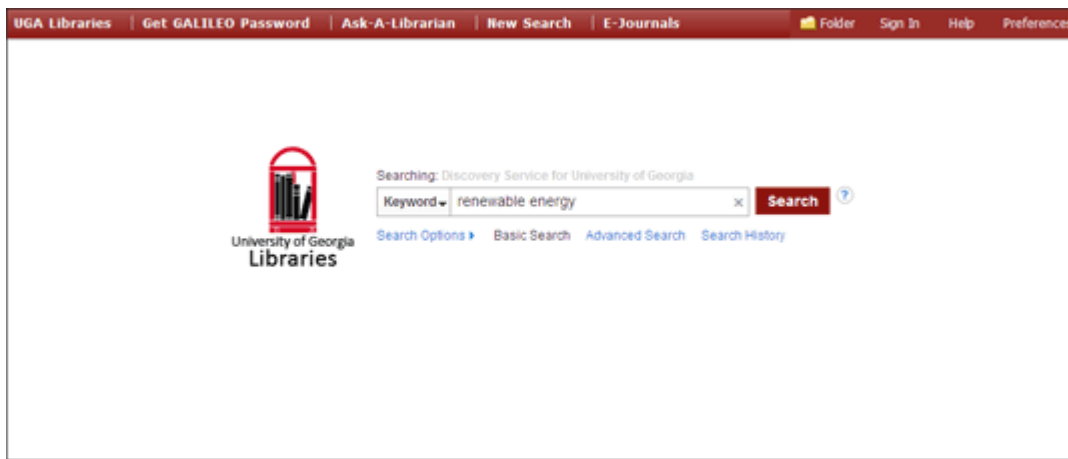 UGA Libraries | Get GALILEO Password | Ask-A-Librarian | New Search | E-Journals Folder Sign In Help Preferences
Searching: Discovery Service for University of Georgia
Keyword renewable energy × Search ?
Search Options Basic Search Advanced Search Search History
University of Georgia
Libraries